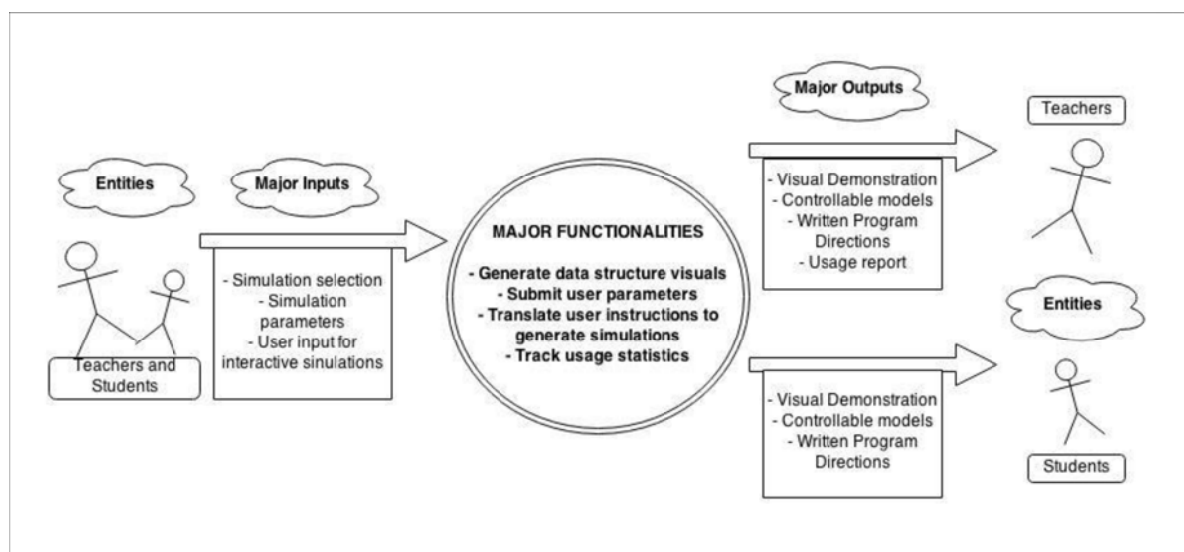 Entities
Teachers and
Students
Major Inputs
- Simulation selection
- Simulation
parameters
- User input for
interactive sinulations
MAJOR FUNCTIONALITIES
- Generate data structure visuals
- Submit user parameters
- Translate user instructions to
generate simulations
- Track usage statistics
Major Outputs
- Visual Demonstration
- Controllable models
- Written Program
Directions
- Usage report
Teachers
- Visual Demonstration
- Controllable models
- Written Program
Directions
Entities
Students